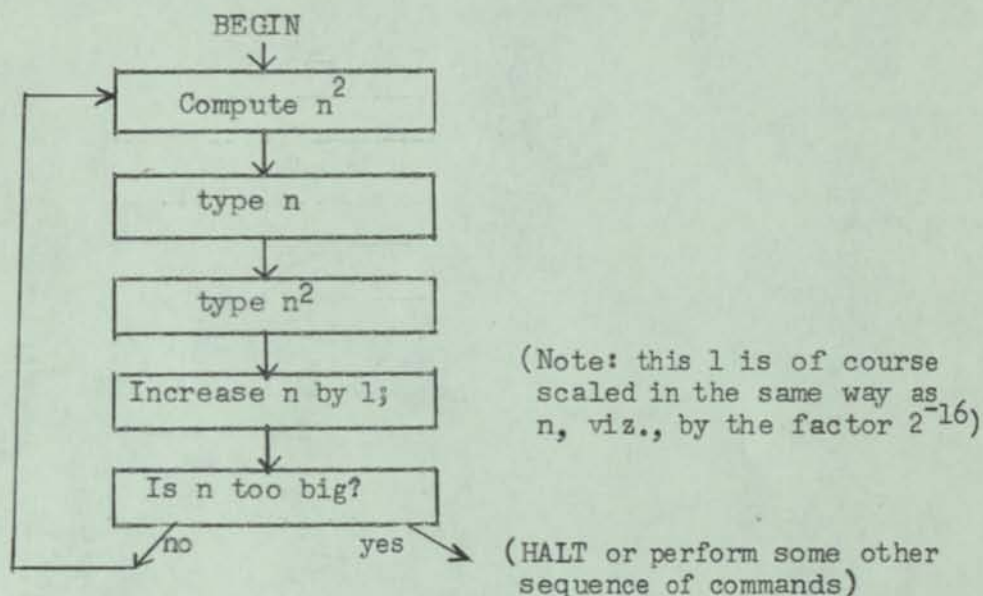 BEGIN
Compute n²
type n
type n²
Increase n by 1;
(Note: this 1 is of course
scaled in the same way as
n, viz., by the factor 2⁻¹⁶)
Is n too big?
no
yes
(HALT or perform some other
sequence of commands)